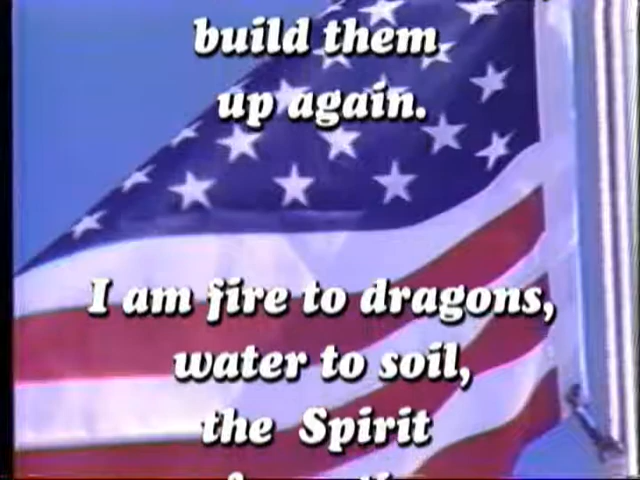 build them
up again.
I am fire to dragons,
water to soil,
the Spirit